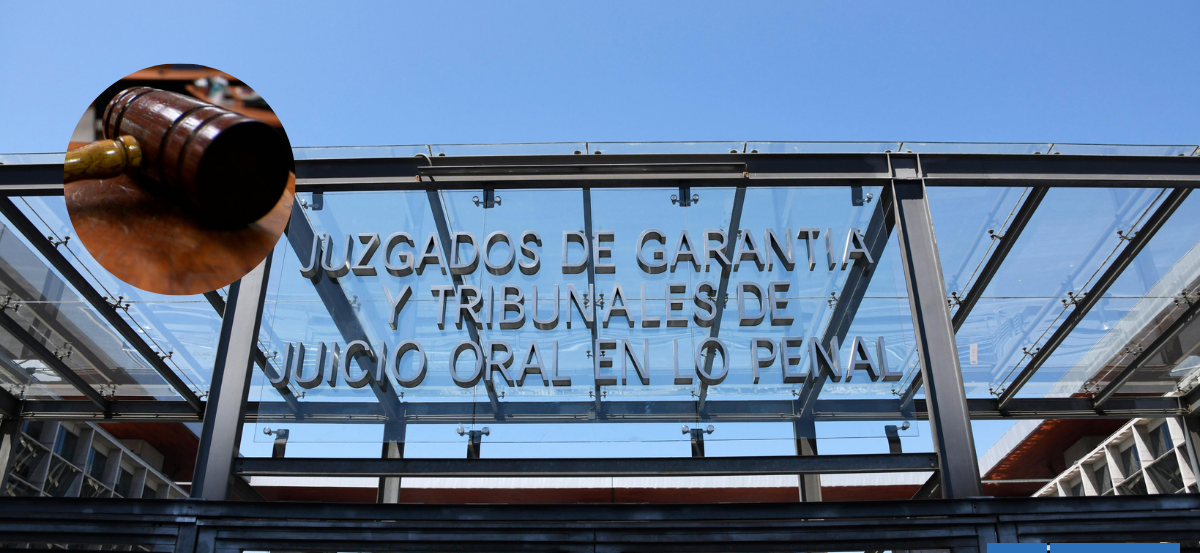 JUZGADOS DE GARANTIA
Y TRIBUNALES DE
JUICIO ORAL EN LO PENAL